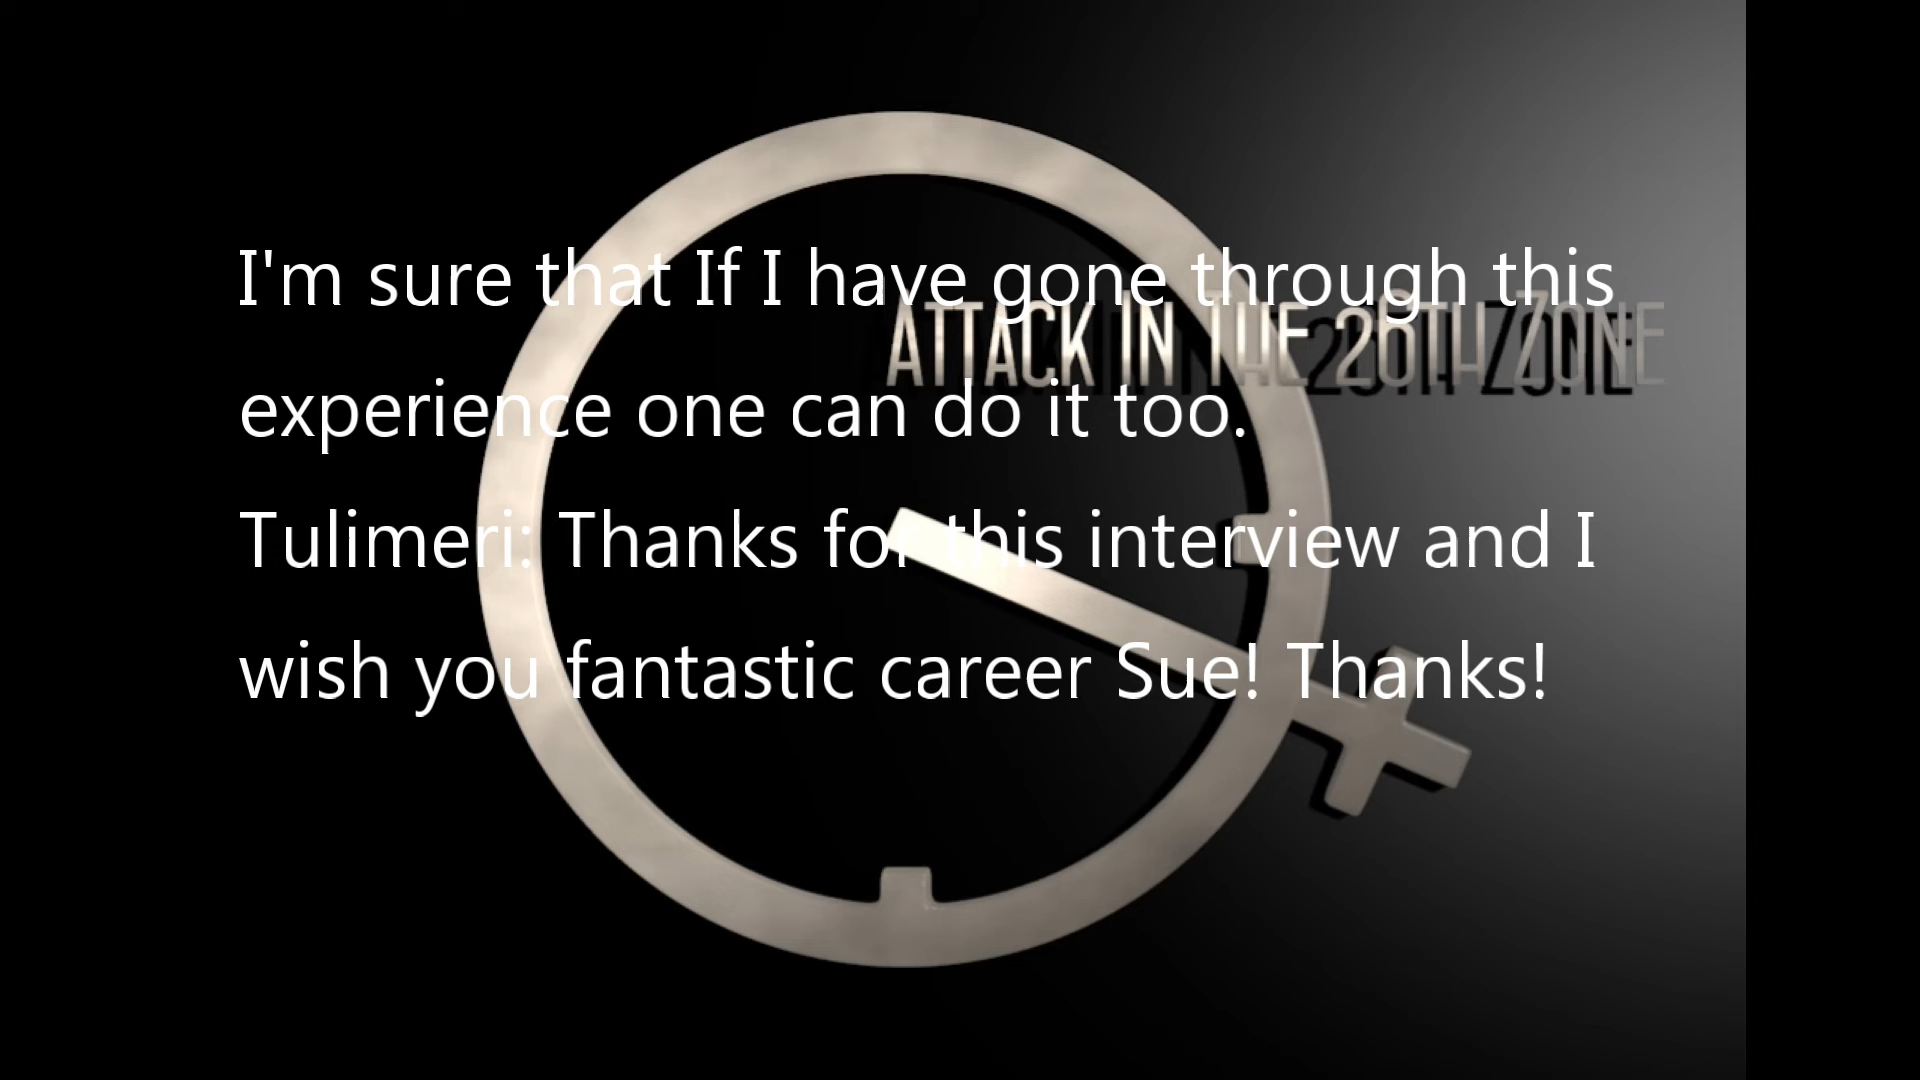 I'm sure that If I have gone through this
ATTACK IN THE 26TH ZONE
experience one can do it too.
Tulimeri: Thanks for this interview and I
wish you fantastic career Sue! Thanks!